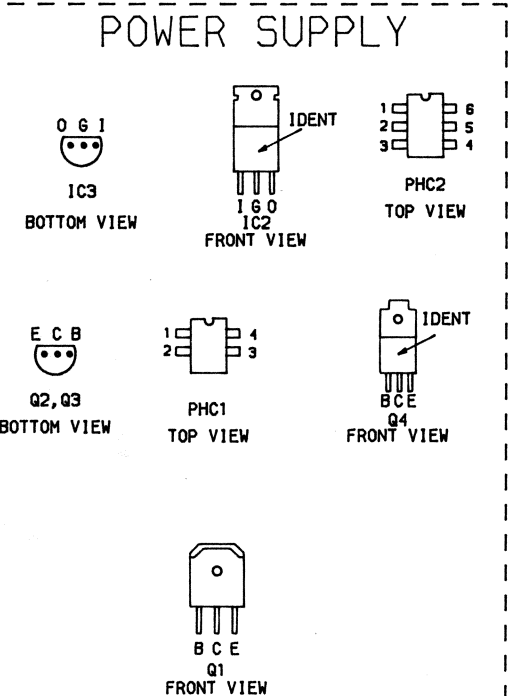 POWER SUPPLY
O G I
IC3
BOTTOM VIEW
IDENT
I G O
IC2
FRONT VIEW
1 6
2 5
3 4
PHC2
TOP VIEW
E C B
Q2,Q3
BOTTOM VIEW
1 4
2 3
PHC1
TOP VIEW
IDENT
B C E
Q4
FRONT VIEW
B C E
Q1
FRONT VIEW